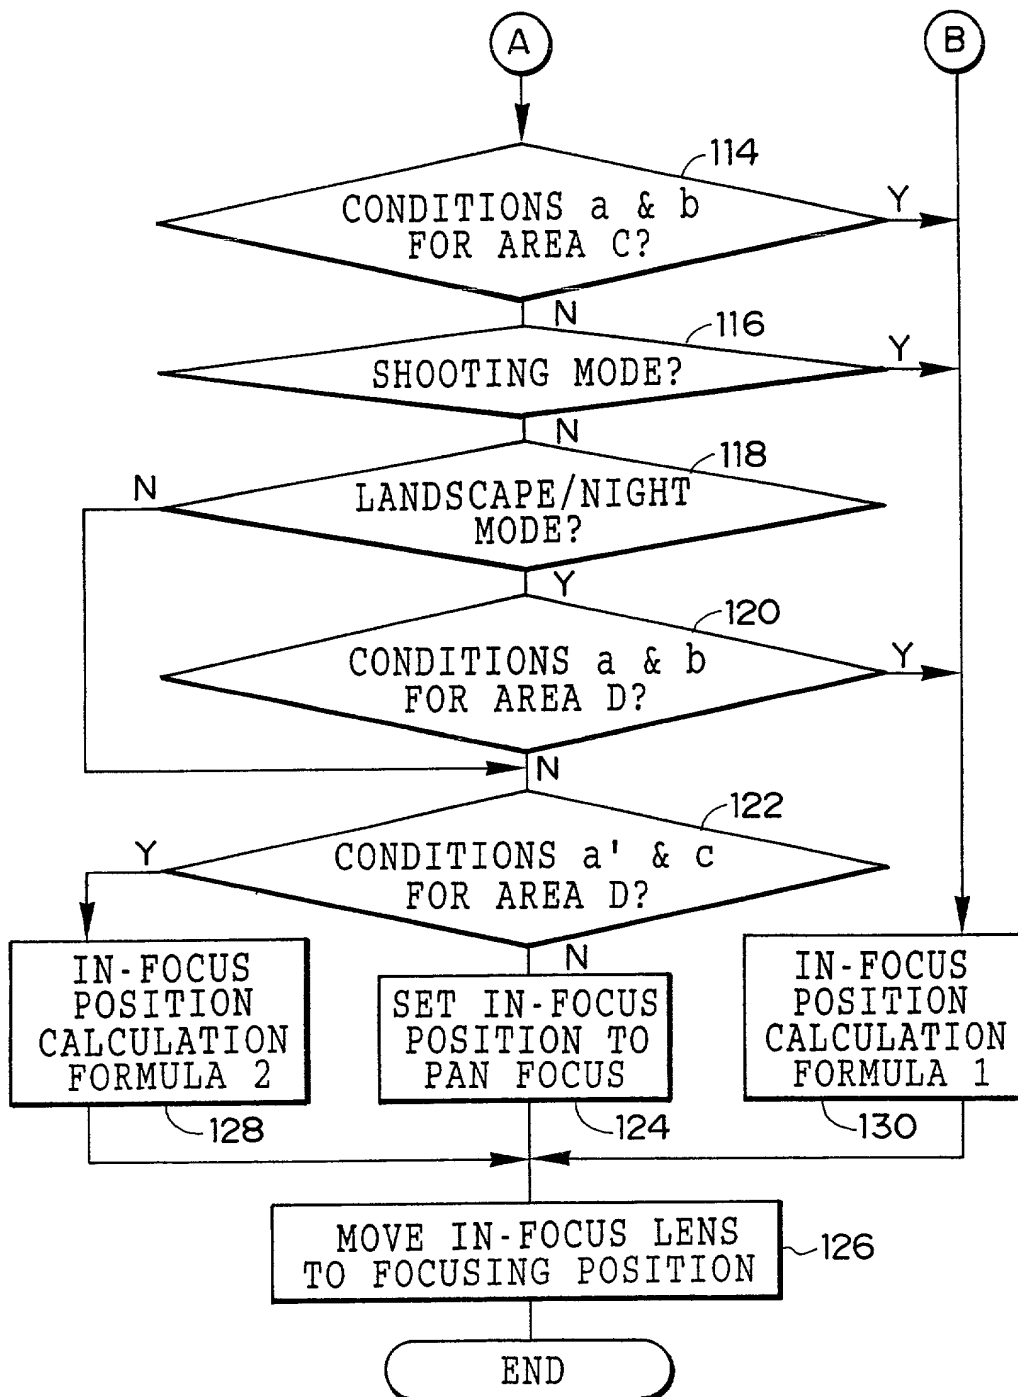 A
B
114
CONDITIONS a & b
FOR AREA C?
Y
N
116
SHOOTING MODE?
Y
N
118
N
LANDSCAPE/NIGHT
MODE?
Y
120
CONDITIONS a & b
FOR AREA D?
Y
N
122
Y
CONDITIONS a' & c
FOR AREA D?
N
IN-FOCUS
POSITION
CALCULATION
FORMULA 2
128
SET IN-FOCUS
POSITION TO
PAN FOCUS
124
IN-FOCUS
POSITION
CALCULATION
FORMULA 1
130
MOVE IN-FOCUS LENS
TO FOCUSING POSITION
126
END